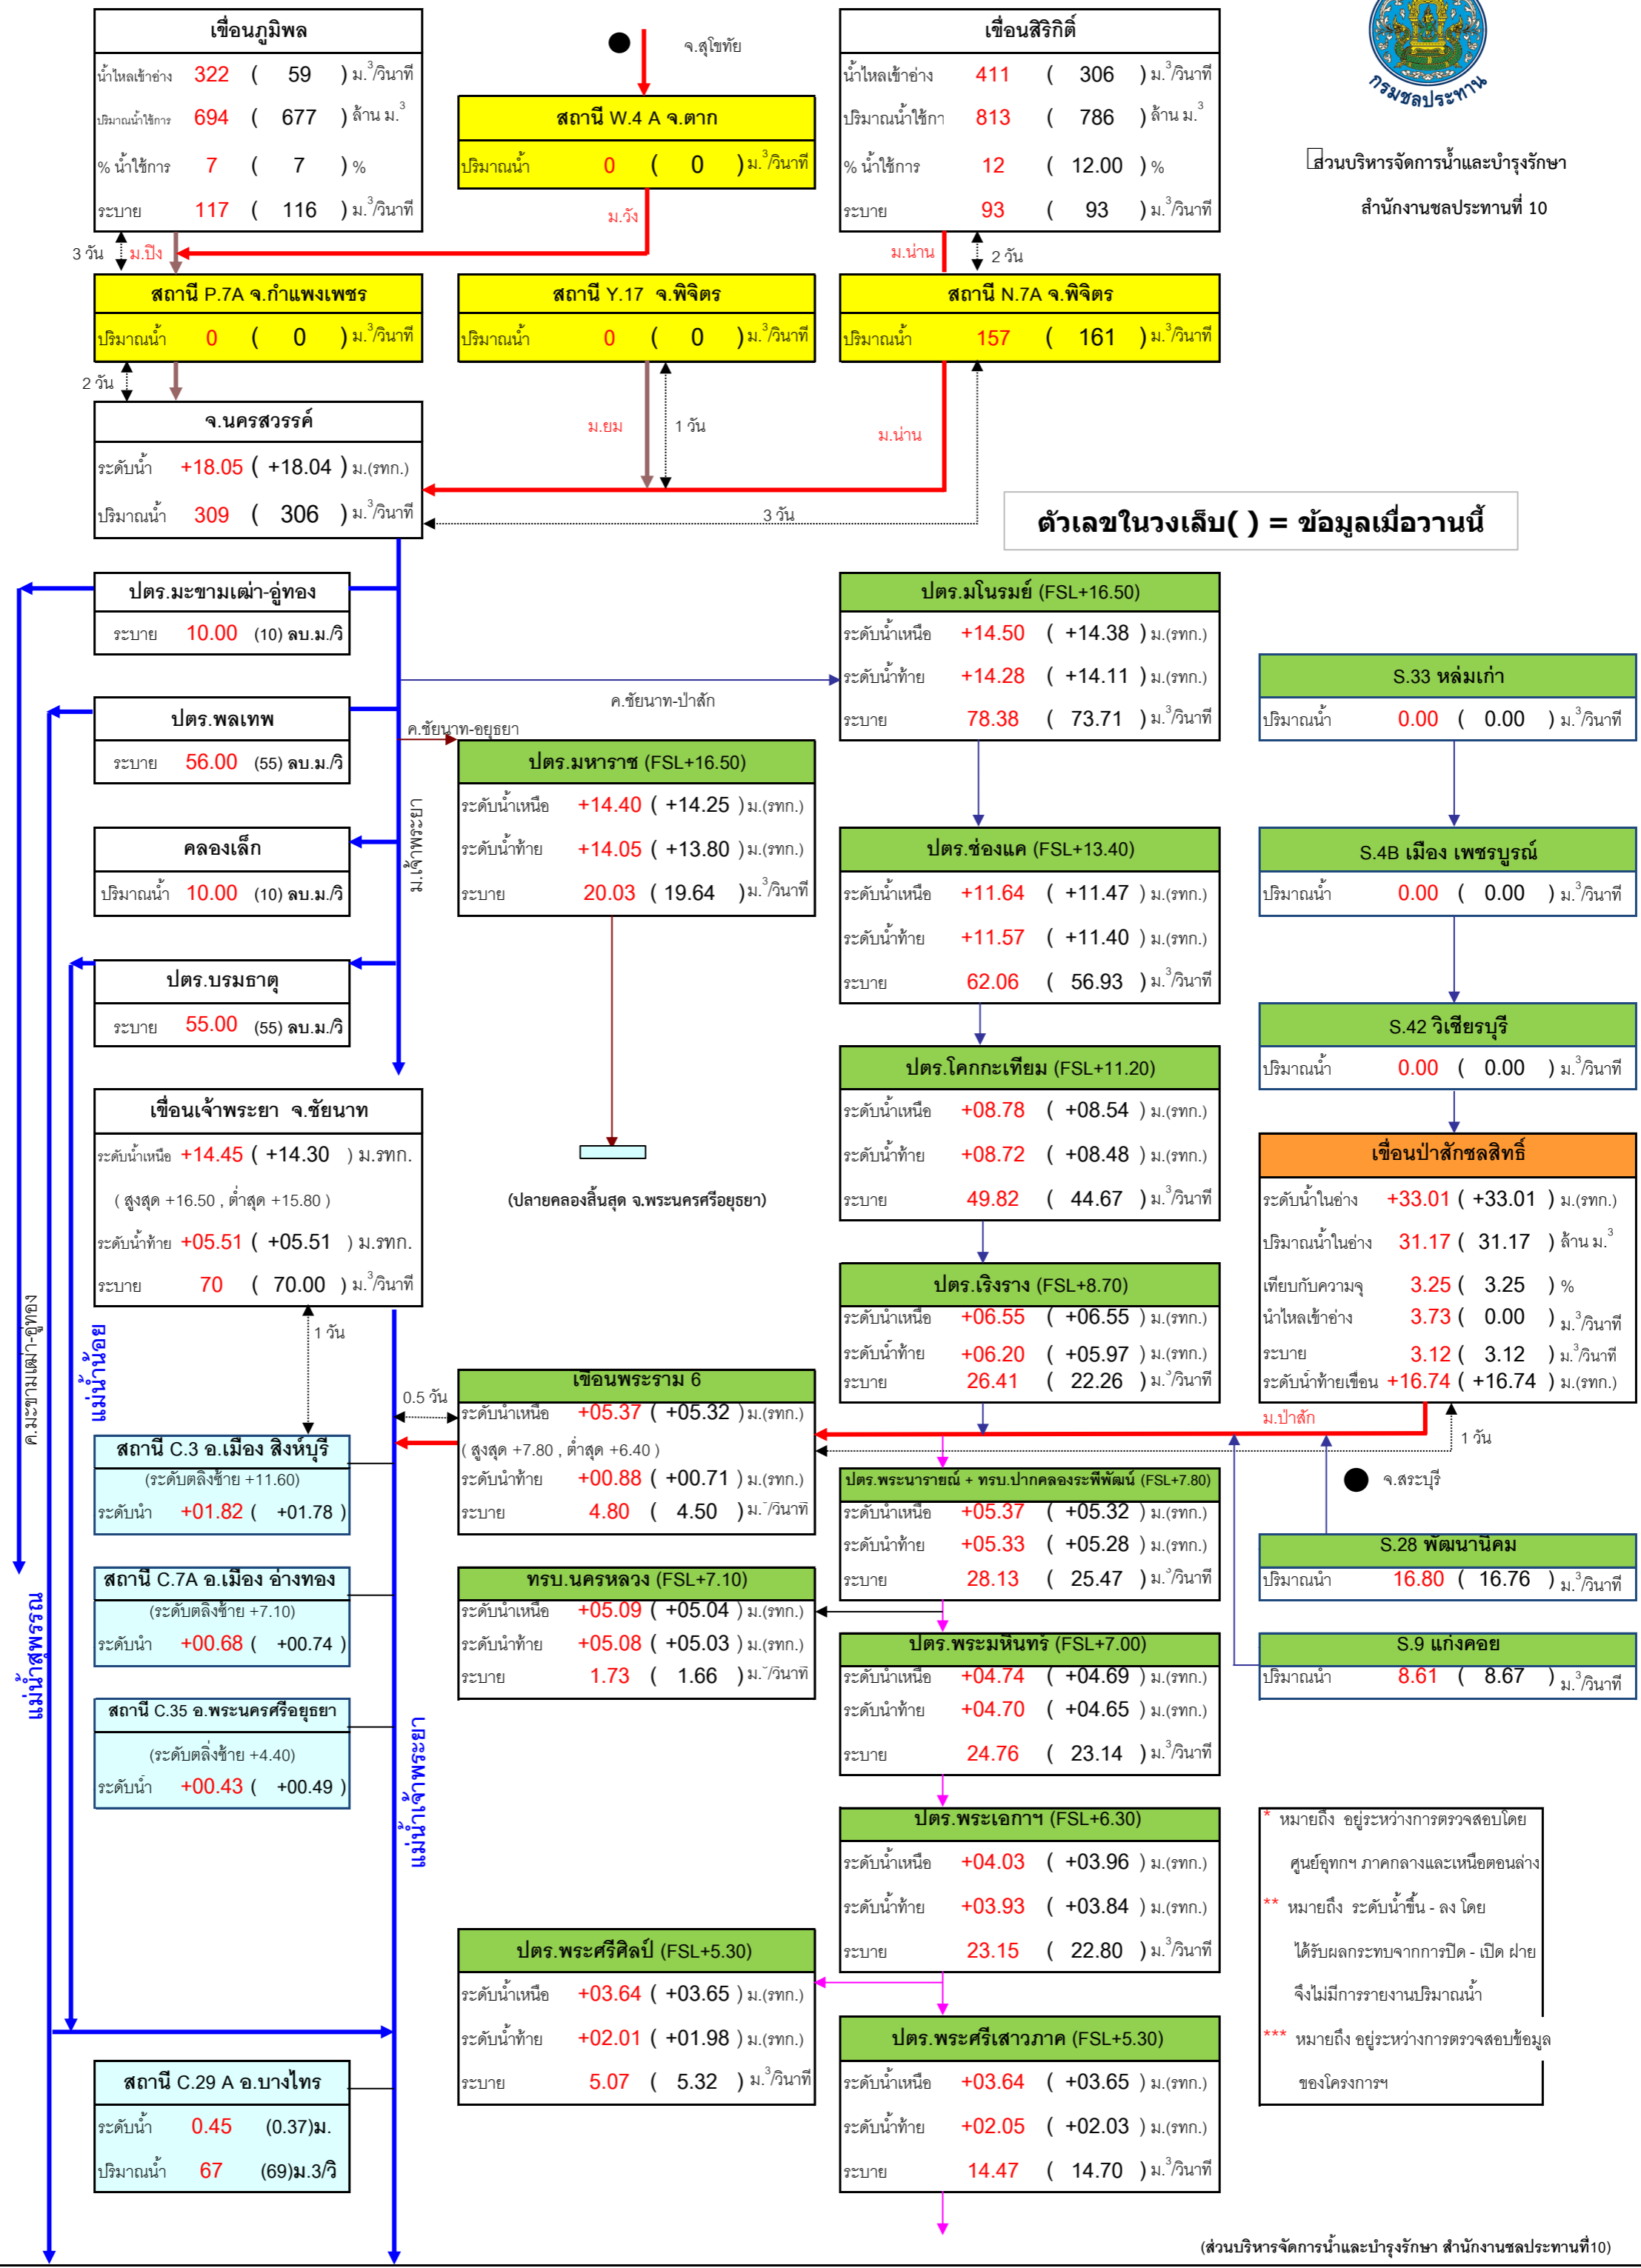 กรมชลประทาน
ส่วนบริหารจัดการน้ำและบำรุงรักษา
สำนักงานชลประทานที่ 10
เขื่อนภูมิพล
น้ำไหลเข้าอ่าง 322 ( 59 ) ม.³/วินาที
ปริมาณน้ำใช้การ 694 ( 677 ) ล้าน ม.³
% น้ำใช้การ 7 ( 7 ) %
ระบาย 117 ( 116 ) ม.³/วินาที
จ.สุโขทัย
สถานี W.4 A จ.ตาก
ปริมาณน้ำ 0 ( 0 ) ม.³/วินาที
เขื่อนสิริกิติ์
น้ำไหลเข้าอ่าง 411 ( 306 ) ม.³/วินาที
ปริมาณน้ำใช้กา 813 ( 786 ) ล้าน ม.³
% น้ำใช้การ 12 ( 12.00 ) %
ระบาย 93 ( 93 ) ม.³/วินาที
3 วัน ม.ปิง
ม.วัง
ม.น่าน 2 วัน
สถานี P.7A จ.กำแพงเพชร
ปริมาณน้ำ 0 ( 0 ) ม.³/วินาที
สถานี Y.17 จ.พิจิตร
ปริมาณน้ำ 0 ( 0 ) ม.³/วินาที
สถานี N.7A จ.พิจิตร
ปริมาณน้ำ 157 ( 161 ) ม.³/วินาที
2 วัน
ม.ยม 1 วัน
ม.น่าน
จ.นครสวรรค์
ระดับน้ำ +18.05 ( +18.04 ) ม.(รทก.)
ปริมาณน้ำ 309 ( 306 ) ม.³/วินาที
3 วัน
ตัวเลขในวงเล็บ( ) = ข้อมูลเมื่อวานนี้
ปตร.มะขามเฒ่า-อู่ทอง
ระบาย 10.00 (10) ลบ.ม./วิ
ปตร.พลเทพ
ระบาย 56.00 (55) ลบ.ม./วิ
คลองเล็ก
ปริมาณน้ำ 10.00 (10) ลบ.ม./วิ
ปตร.บรมธาตุ
ระบาย 55.00 (55) ลบ.ม./วิ
ม.เจ้าพระยา
ค.ชัยนาท-ป่าสัก
ค.ชัยนาท-อยุธยา
ปตร.มหาราช (FSL+16.50)
ระดับน้ำเหนือ +14.40 ( +14.25 ) ม.(รทก.)
ระดับน้ำท้าย +14.05 ( +13.80 ) ม.(รทก.)
ระบาย 20.03 ( 19.64 ) ม.³/วินาที
(ปลายคลองสิ้นสุด จ.พระนครศรีอยุธยา)
ปตร.มโนรมย์ (FSL+16.50)
ระดับน้ำเหนือ +14.50 ( +14.38 ) ม.(รทก.)
ระดับน้ำท้าย +14.28 ( +14.11 ) ม.(รทก.)
ระบาย 78.38 ( 73.71 ) ม.³/วินาที
ปตร.ช่องแค (FSL+13.40)
ระดับน้ำเหนือ +11.64 ( +11.47 ) ม.(รทก.)
ระดับน้ำท้าย +11.57 ( +11.40 ) ม.(รทก.)
ระบาย 62.06 ( 56.93 ) ม.³/วินาที
ปตร.โคกกะเทียม (FSL+11.20)
ระดับน้ำเหนือ +08.78 ( +08.54 ) ม.(รทก.)
ระดับน้ำท้าย +08.72 ( +08.48 ) ม.(รทก.)
ระบาย 49.82 ( 44.67 ) ม.³/วินาที
ปตร.เริงราง (FSL+8.70)
ระดับน้ำเหนือ +06.55 ( +06.55 ) ม.(รทก.)
ระดับน้ำท้าย +06.20 ( +05.97 ) ม.(รทก.)
ระบาย 26.41 ( 22.26 ) ม.³/วินาที
S.33 หล่มเก่า
ปริมาณน้ำ 0.00 ( 0.00 ) ม.³/วินาที
S.4B เมือง เพชรบูรณ์
ปริมาณน้ำ 0.00 ( 0.00 ) ม.³/วินาที
S.42 วิเชียรบุรี
ปริมาณน้ำ 0.00 ( 0.00 ) ม.³/วินาที
เขื่อนป่าสักชลสิทธิ์
ระดับน้ำในอ่าง +33.01 ( +33.01 ) ม.(รทก.)
ปริมาณน้ำในอ่าง 31.17 ( 31.17 ) ล้าน ม.³
เทียบกับความจุ 3.25 ( 3.25 ) %
น้ำไหลเข้าอ่าง 3.73 ( 0.00 ) ม.³/วินาที
ระบาย 3.12 ( 3.12 ) ม.³/วินาที
ระดับน้ำท้ายเขื่อน +16.74 ( +16.74 ) ม.(รทก.)
เขื่อนเจ้าพระยา จ.ชัยนาท
ระดับน้ำเหนือ +14.45 ( +14.30 ) ม.รทก.
( สูงสุด +16.50 , ต่ำสุด +15.80 )
ระดับน้ำท้าย +05.51 ( +05.51 ) ม.รทก.
ระบาย 70 ( 70.00 ) ม.³/วินาที
ค.มะขามเฒ่า-อู่ทอง
แม่น้ำน้อย
1 วัน
0.5 วัน
เขื่อนพระราม 6
ระดับน้ำเหนือ +05.37 ( +05.32 ) ม.(รทก.)
( สูงสุด +7.80 , ต่ำสุด +6.40 )
ระดับน้ำท้าย +00.88 ( +00.71 ) ม.(รทก.)
ระบาย 4.80 ( 4.50 ) ม.³/วินาที
ม.ป่าสัก
1 วัน
จ.สระบุรี
สถานี C.3 อ.เมือง สิงห์บุรี
(ระดับตลิ่งซ้าย +11.60)
ระดับน้ำ +01.82 ( +01.78 )
สถานี C.7A อ.เมือง อ่างทอง
(ระดับตลิ่งซ้าย +7.10)
ระดับน้ำ +00.68 ( +00.74 )
สถานี C.35 อ.พระนครศรีอยุธยา
(ระดับตลิ่งซ้าย +4.40)
ระดับน้ำ +00.43 ( +00.49 )
แม่น้ำสุพรรณ
แม่น้ำเจ้าพระยา
ทรบ.นครหลวง (FSL+7.10)
ระดับน้ำเหนือ +05.09 ( +05.04 ) ม.(รทก.)
ระดับน้ำท้าย +05.08 ( +05.03 ) ม.(รทก.)
ระบาย 1.73 ( 1.66 ) ม.³/วินาที
ปตร.พระนารายณ์ + ทรบ.ปากคลองระพีพัฒน์ (FSL+7.80)
ระดับน้ำเหนือ +05.37 ( +05.32 ) ม.(รทก.)
ระดับน้ำท้าย +05.33 ( +05.28 ) ม.(รทก.)
ระบาย 28.13 ( 25.47 ) ม.³/วินาที
ปตร.พระมหินทร์ (FSL+7.00)
ระดับน้ำเหนือ +04.74 ( +04.69 ) ม.(รทก.)
ระดับน้ำท้าย +04.70 ( +04.65 ) ม.(รทก.)
ระบาย 24.76 ( 23.14 ) ม.³/วินาที
S.28 พัฒนานิคม
ปริมาณน้ำ 16.80 ( 16.76 ) ม.³/วินาที
S.9 แก่งคอย
ปริมาณน้ำ 8.61 ( 8.67 ) ม.³/วินาที
ปตร.พระเอกาฯ (FSL+6.30)
ระดับน้ำเหนือ +04.03 ( +03.96 ) ม.(รทก.)
ระดับน้ำท้าย +03.93 ( +03.84 ) ม.(รทก.)
ระบาย 23.15 ( 22.80 ) ม.³/วินาที
ปตร.พระศรีศิลป์ (FSL+5.30)
ระดับน้ำเหนือ +03.64 ( +03.65 ) ม.(รทก.)
ระดับน้ำท้าย +02.01 ( +01.98 ) ม.(รทก.)
ระบาย 5.07 ( 5.32 ) ม.³/วินาที
ปตร.พระศรีเสาวภาค (FSL+5.30)
ระดับน้ำเหนือ +03.64 ( +03.65 ) ม.(รทก.)
ระดับน้ำท้าย +02.05 ( +02.03 ) ม.(รทก.)
ระบาย 14.47 ( 14.70 ) ม.³/วินาที
* หมายถึง อยู่ระหว่างการตรวจสอบโดย
ศูนย์อุทกฯ ภาคกลางและเหนือตอนล่าง
** หมายถึง ระดับน้ำขึ้น - ลง โดย
ได้รับผลกระทบจากการปิด - เปิด ฝาย
จึงไม่มีการรายงานปริมาณน้ำ
*** หมายถึง อยู่ระหว่างการตรวจสอบข้อมูล
ของโครงการฯ
สถานี C.29 A อ.บางไทร
ระดับน้ำ 0.45 (0.37)ม.
ปริมาณน้ำ 67 (69)ม.3/วิ
(ส่วนบริหารจัดการน้ำและบำรุงรักษา สำนักงานชลประทานที่10)